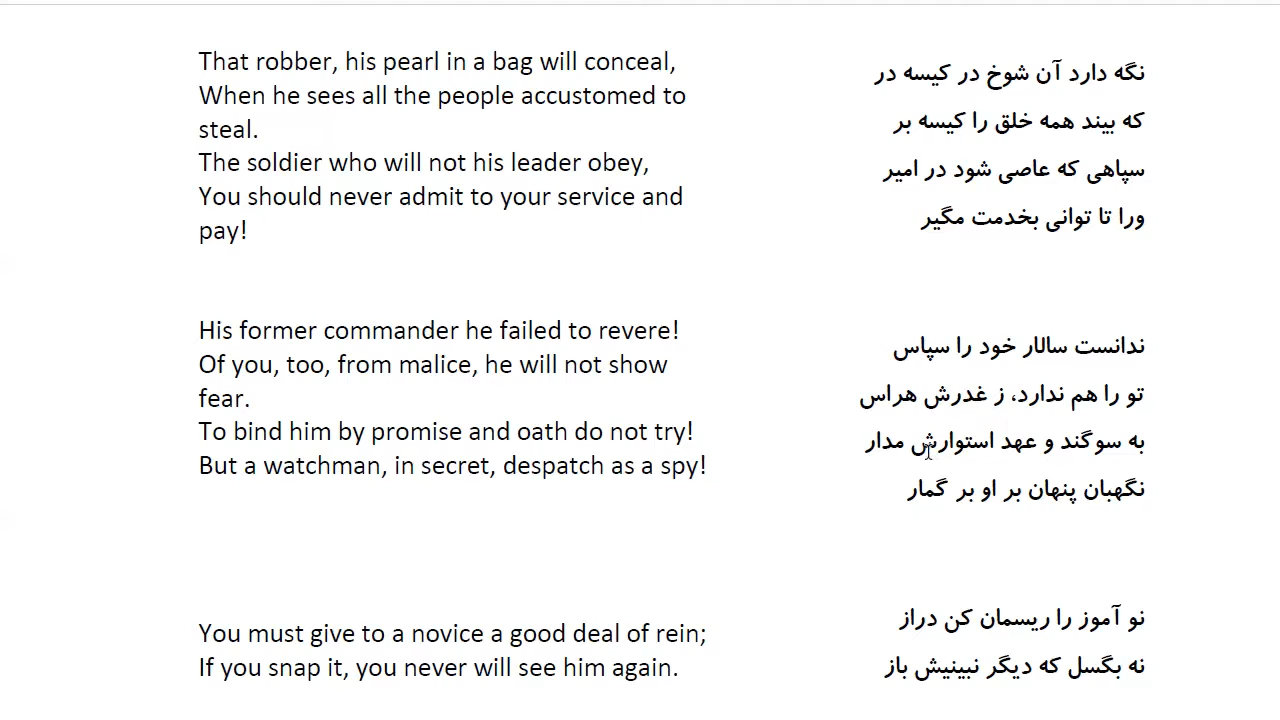 That robber, his pearl in a bag will conceal,
When he sees all the people accustomed to
steal.
The soldier who will not his leader obey,
You should never admit to your service and
pay!
نگه دارد آن شوخ در کیسه در
که بیند همه خلق را کیسه بر
سپاهی که عاصی شود در امیر
ورا تا توانی بخدمت مگیر
His former commander he failed to revere!
Of you, too, from malice, he will not show
fear.
To bind him by promise and oath do not try!
But a watchman, in secret, despatch as a spy!
ندانست سالار خود را سپاس
تو را هم ندارد، ز غدرش هراس
به سوگند و عهد استوارش مدار
نگهبان پنهان بر او بر گمار
You must give to a novice a good deal of rein;
If you snap it, you never will see him again.
نو آموز را ریسمان کن دراز
نه بگسل که دیگر نبینیش باز